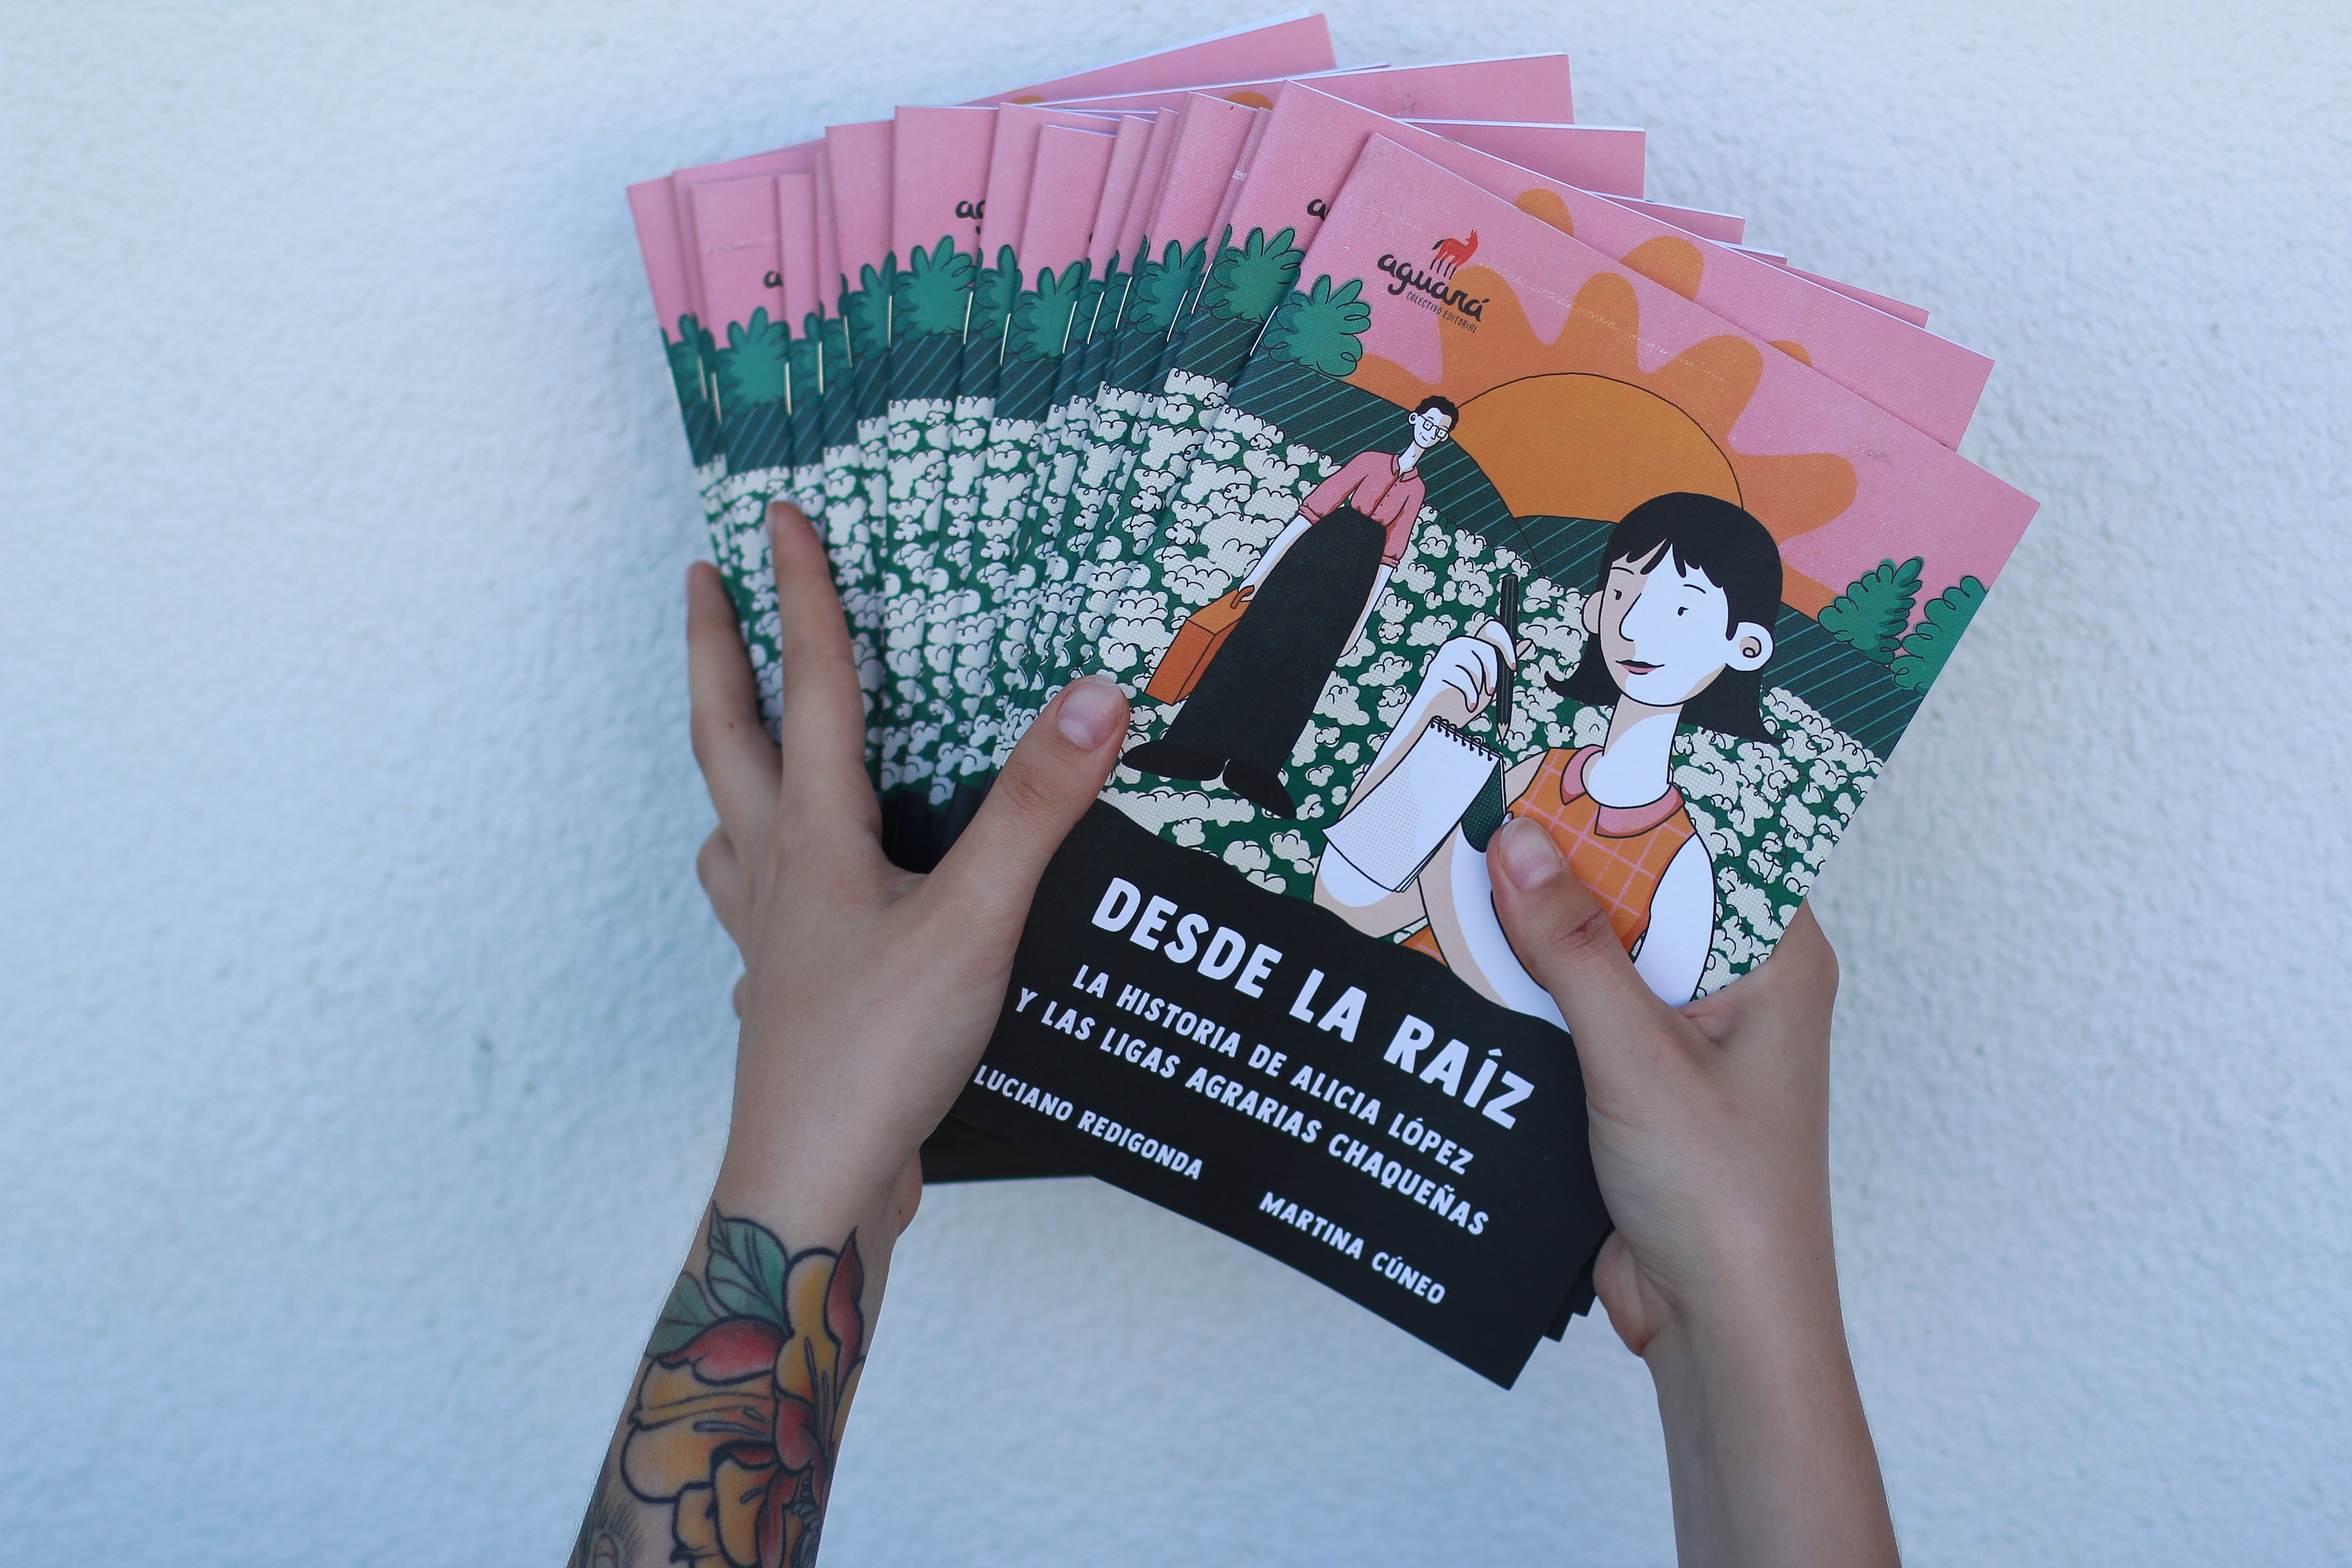 aguará
COLECTIVO EDITORIAL
DESDE LA RAÍZ
LA HISTORIA DE ALICIA LÓPEZ
Y LAS LIGAS AGRARIAS CHAQUEÑAS
LUCIANO REDIGONDA
MARTINA CÚNEO